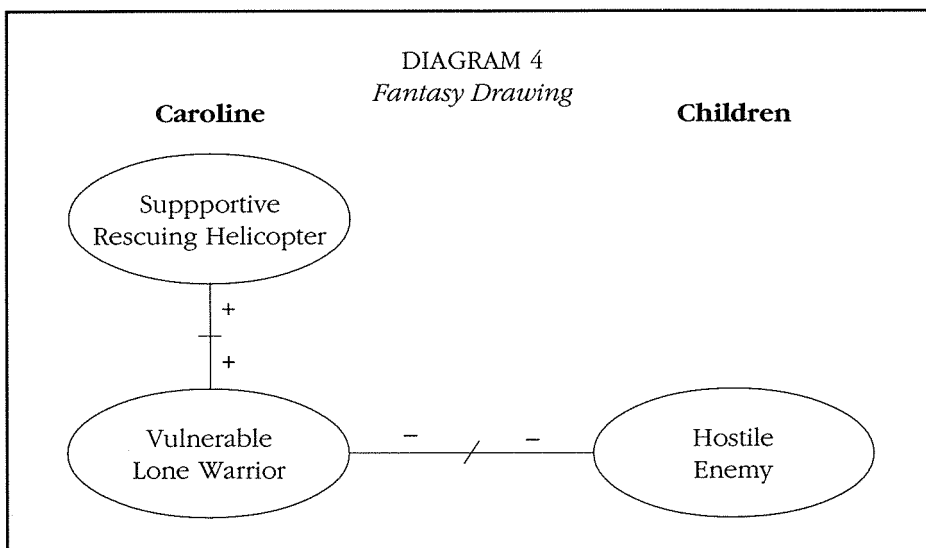 DIAGRAM 4
Fantasy Drawing
Caroline
Children
Suppportive
Rescuing Helicopter
+
+
Vulnerable
Lone Warrior
–
–
Hostile
Enemy